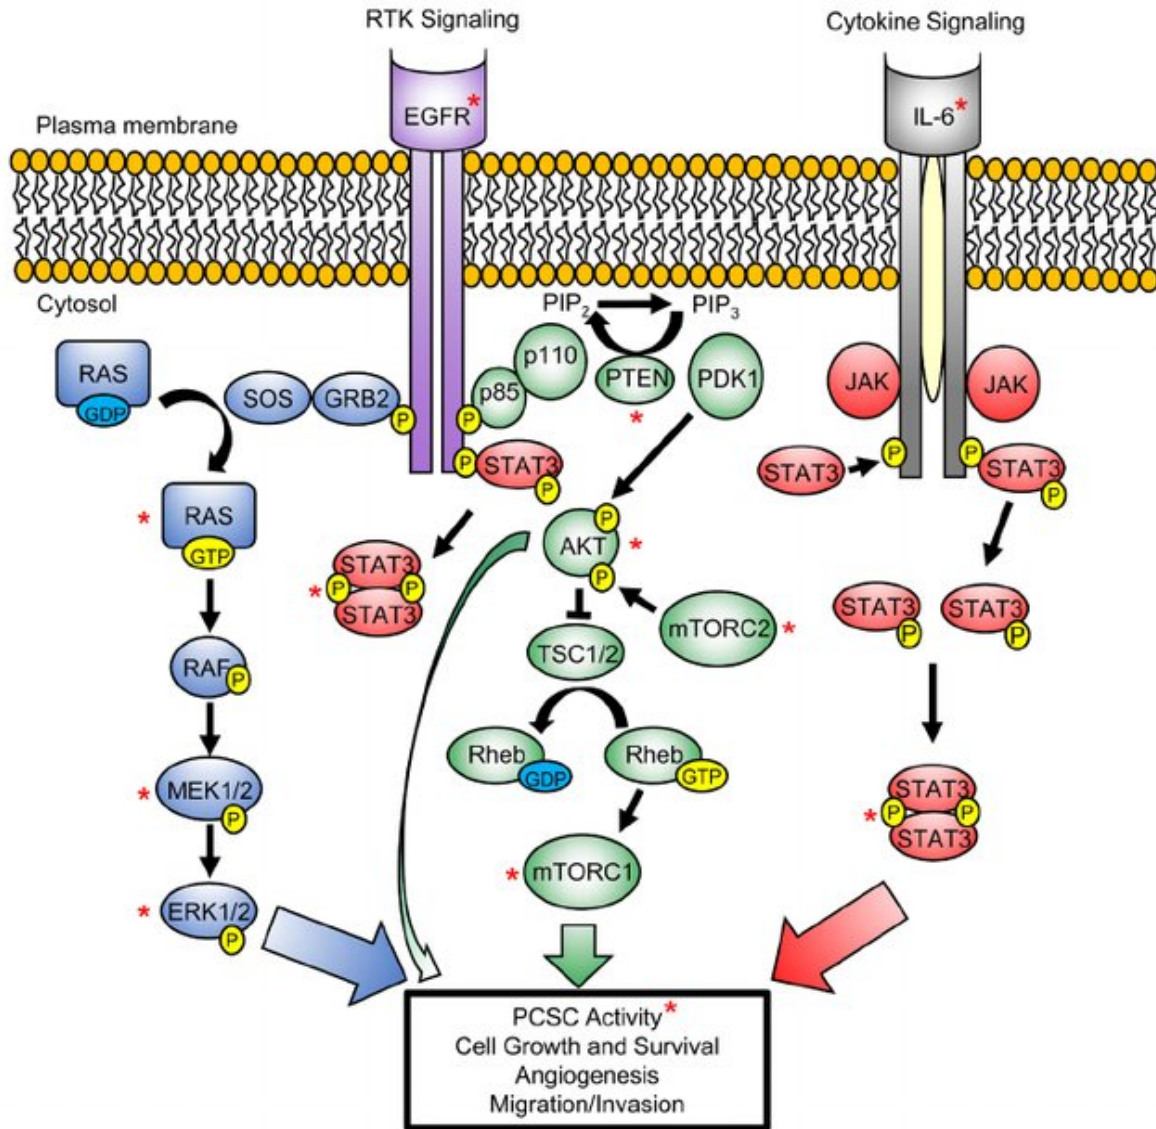 RTK Signaling
Cytokine Signaling
EGFR*
IL-6*
Plasma membrane
Cytosol
PIP2
PIP3
RAS
GDP
SOS
GRB2
P
P
p85
p110
PTEN
*
PDK1
JAK
JAK
P
STAT3
P
STAT3
P
P
STAT3
P
* RAS
GTP
STAT3
P
P
* STAT3
P
AKT *
P
mTORC2 *
TSC1/2
STAT3
P
STAT3
P
RAF
P
Rheb
GDP
Rheb
GTP
* MEK1/2
P
STAT3
* P
P
STAT3
* mTORC1
* ERK1/2
P
PCSC Activity*
Cell Growth and Survival
Angiogenesis
Migration/Invasion